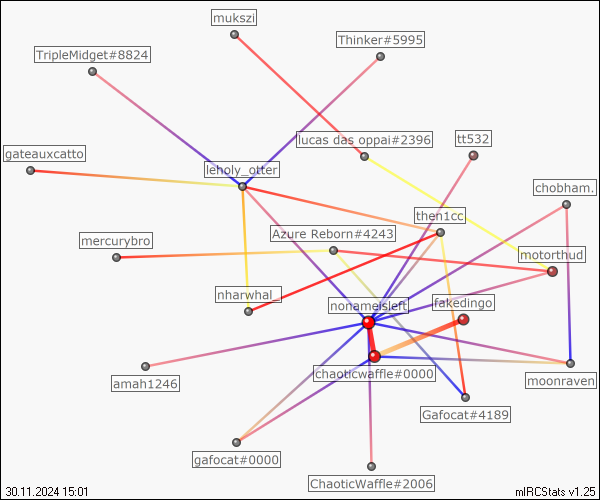 mukszi
Thinker#5995
TripleMidget#8824
lucas das oppai#2396
tt532
gateauxcatto
leholy_otter
chobham.
then1cc
Azure Reborn#4243
mercurybro
motorthud
nharwhal_
nonameisleft
fakedingo
chaoticwaffle#0000
amah1246
moonraven
Gafocat#4189
gafocat#0000
ChaoticWaffle#2006
30.11.2024 15:01
mIRCStats v1.25